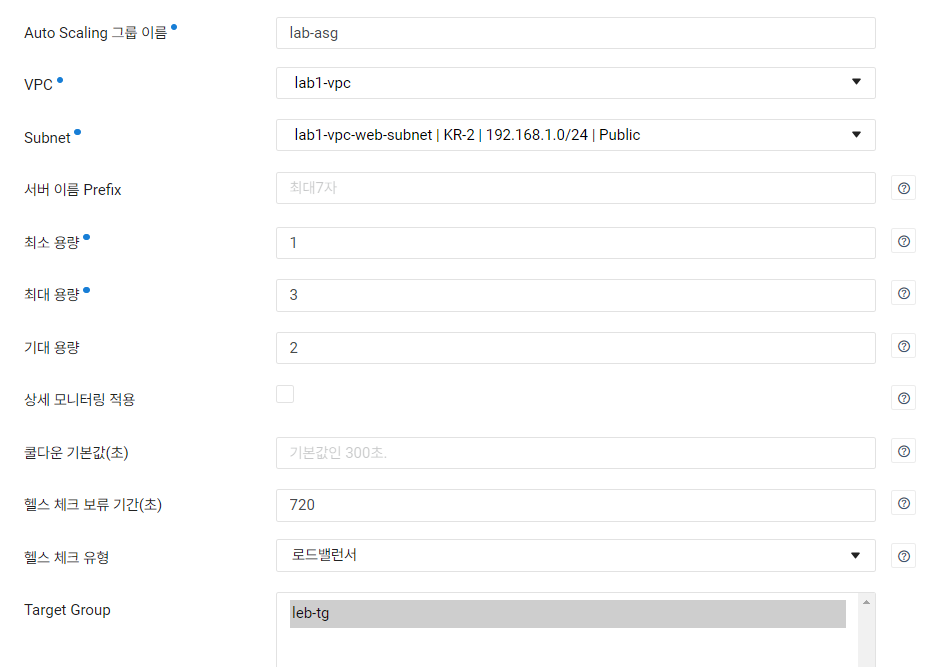 Auto Scaling 그룹 이름
lab-asg
VPC
lab1-vpc
Subnet
lab1-vpc-web-subnet | KR-2 | 192.168.1.0/24 | Public
서버 이름 Prefix
최대7자
최소 용량
1
최대 용량
3
기대 용량
2
상세 모니터링 적용
쿨다운 기본값(초)
기본값인 300초.
헬스 체크 보류 기간(초)
720
헬스 체크 유형
로드밸런서
Target Group
leb-tg